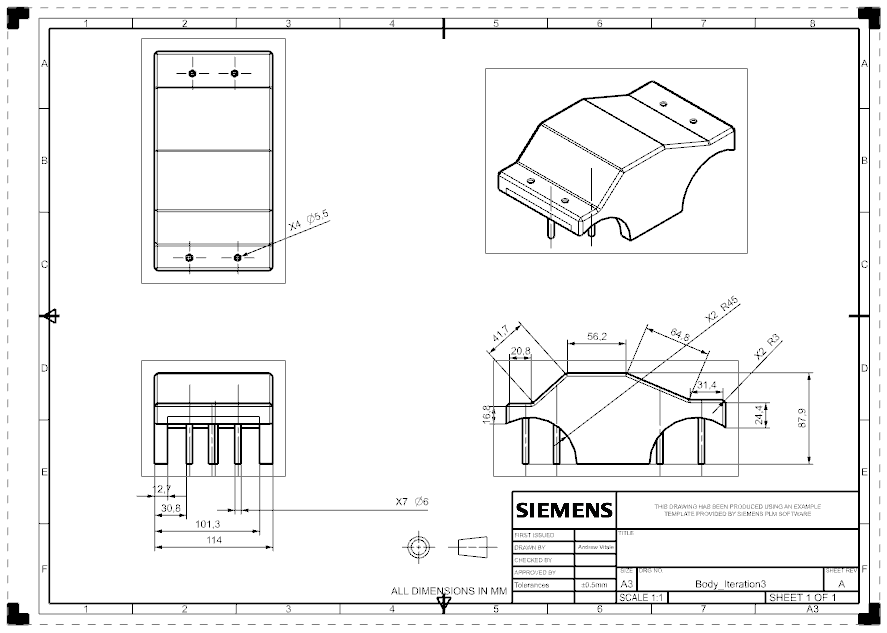 1 2 3 4 5 6 7 8
A A
B B
C C
D D
E E
F F
X4 Ø5,5
41,7
20,8
56,2
64,8
X2 R45
X2 R3
31,4
16,8
24,4
87,9
12,7
30,8
101,3
114
X7 Ø6
ALL DIMENSIONS IN MM
SIEMENS
THIS DRAWING HAS BEEN PRODUCED USING AN EXAMPLE
TEMPLATE PROVIDED BY SIEMENS PLM SOFTWARE
FIRST ISSUED
TITLE
DRAWN BY Andrew Vitale
CHECKED BY
APPROVED BY
SIZE DRG NO. SHEET REV
Tolerances ±0.5mm A3 Body_Iteration3 A
SCALE 1:1 SHEET 1 OF 1
1 2 3 4 5 6 7 A3